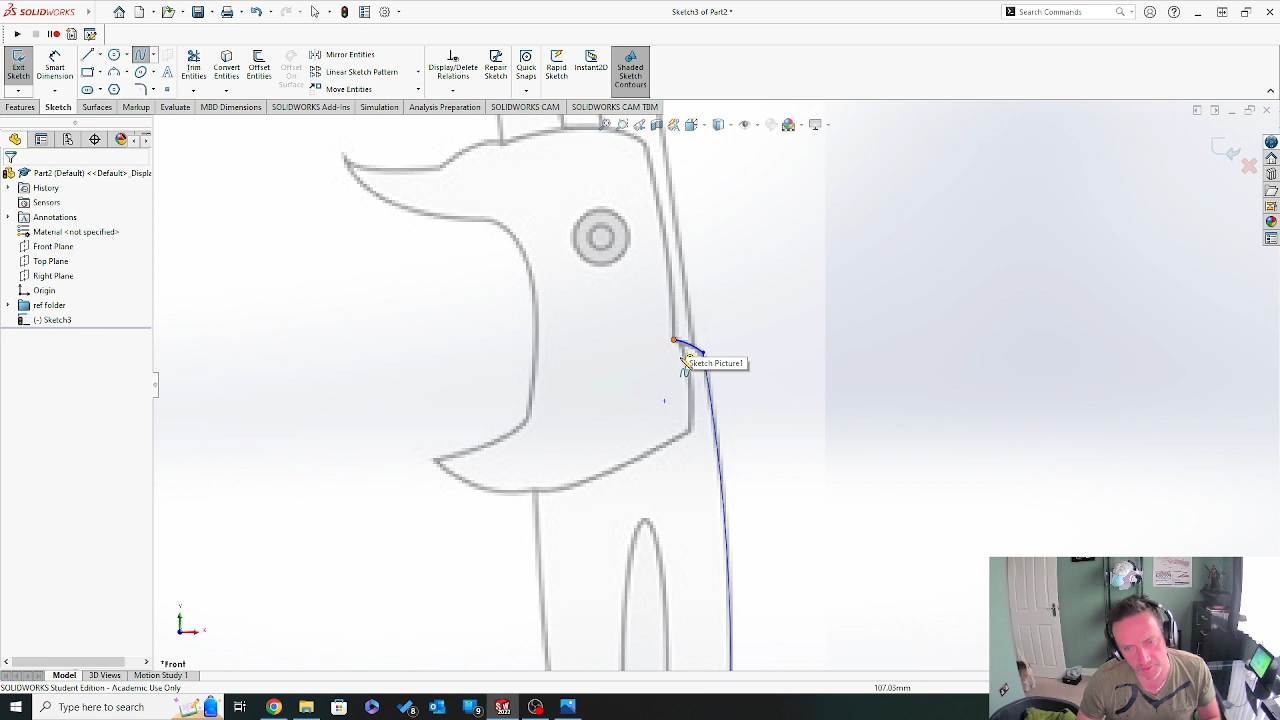 SOLIDWORKS
Sketch3 of Part2 *
Search Commands
Exit Sketch
Smart Dimension
Trim Entities
Convert Entities
Offset Entities
Offset On Surface
Mirror Entities
Linear Sketch Pattern
Move Entities
Display/Delete Relations
Repair Sketch
Quick Snaps
Rapid Sketch
Instant2D
Shaded Sketch Contours
Features Sketch Surfaces Markup Evaluate MBD Dimensions SOLIDWORKS Add-Ins Simulation Analysis Preparation SOLIDWORKS CAM SOLIDWORKS CAM TBM
Part2 (Default) <<Default>_Displa
History
Sensors
Annotations
Material <not specified>
Front Plane
Top Plane
Right Plane
Origin
ref folder
(-) Sketch3
Sketch Picture1
Y
X
*Front
Model 3D Views Motion Study 1
SOLIDWORKS Student Edition - Academic Use Only
107.03mm
Type here to search